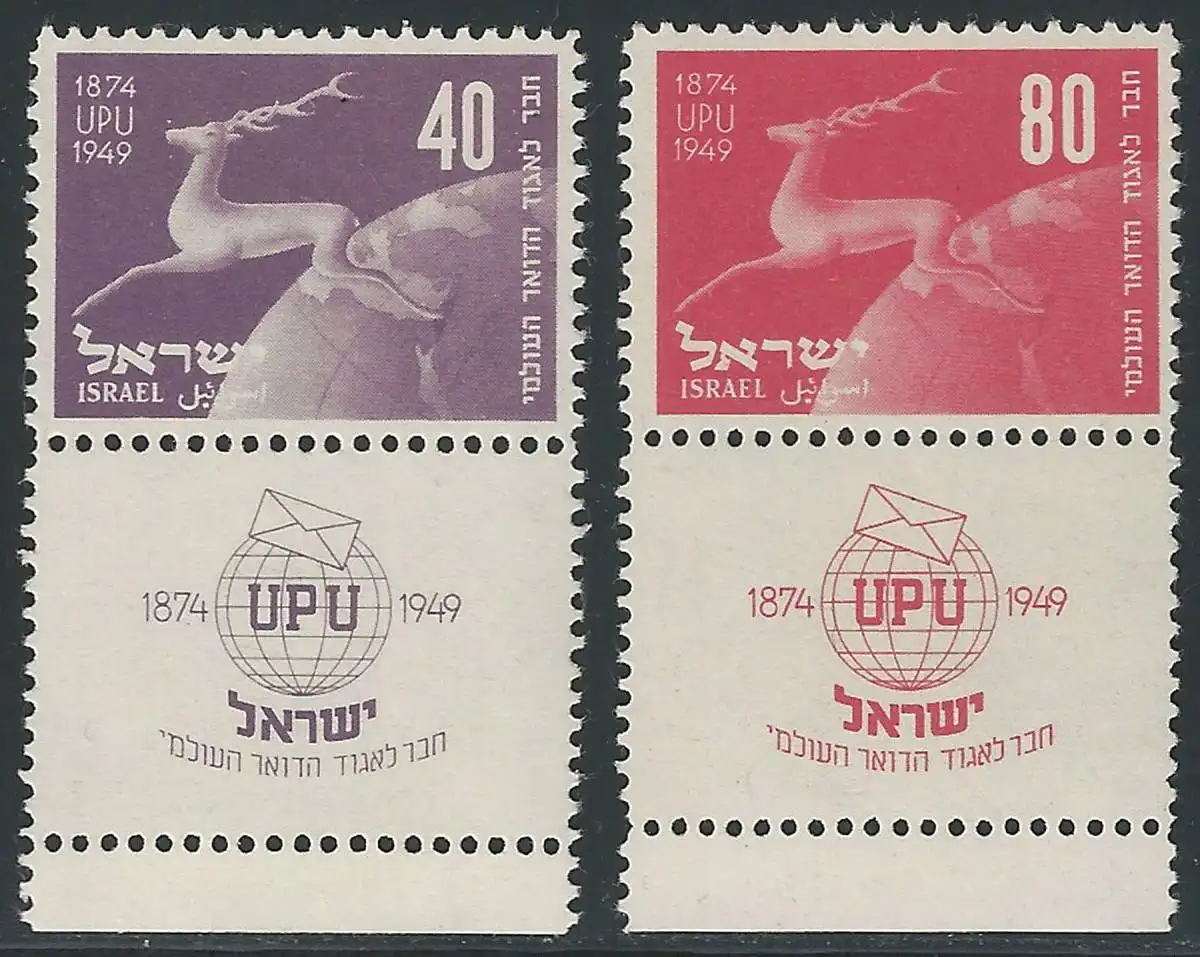 1874
UPU
1949
40
חבר לאגוד הדואר העולמי
ישראל
ISRAEL اسرائيل
1874 UPU 1949
ישראל
חבר לאגוד הדואר העולמי
1874
UPU
1949
80
חבר לאגוד הדואר העולמי
ישראל
ISRAEL اسرائيل
1874 UPU 1949
ישראל
חבר לאגוד הדואר העולמי